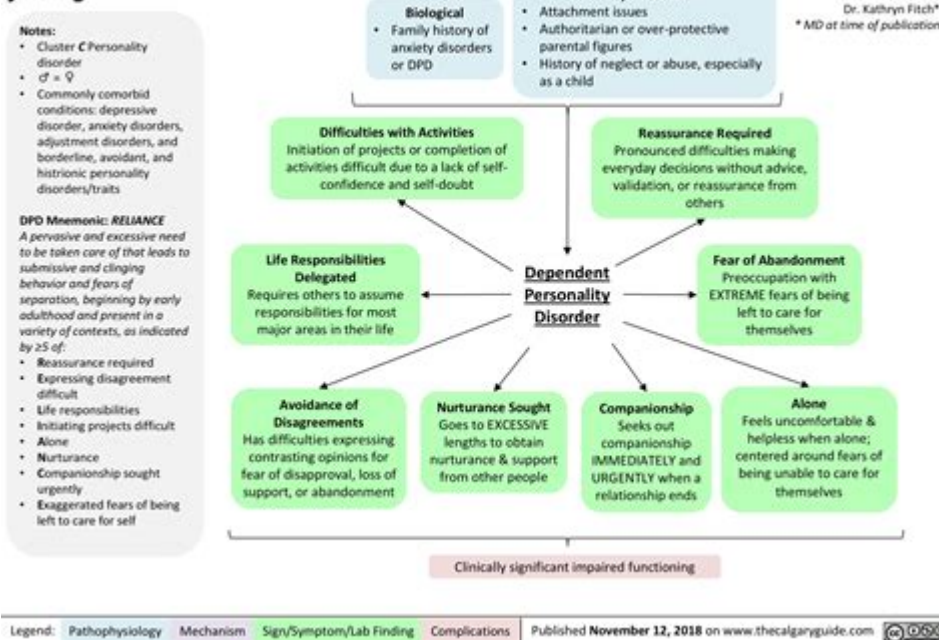 Dr. Kathryn Fitch*
* MD at time of publication
Notes:
• Cluster C Personality
disorder
• ♂ = ♀
• Commonly comorbid
conditions: depressive
disorder, anxiety disorders,
adjustment disorders, and
borderline, avoidant, and
histrionic personality
disorders/traits
DPD Mnemonic: RELIANCE
A pervasive and excessive need
to be taken care of that leads to
submissive and clinging
behavior and fears of
separation, beginning by early
adulthood and present in a
variety of contexts, as indicated
by ≥5 of:
• Reassurance required
• Expressing disagreement
difficult
• Life responsibilities
• Initiating projects difficult
• Alone
• Nurturance
• Companionship sought
urgently
• Exaggerated fears of being
left to care for self
Biological
• Family history of
anxiety disorders
or DPD
• Attachment issues
• Authoritarian or over-protective
parental figures
• History of neglect or abuse, especially
as a child
Difficulties with Activities
Initiation of projects or completion of
activities difficult due to a lack of self-
confidence and self-doubt
Reassurance Required
Pronounced difficulties making
everyday decisions without advice,
validation, or reassurance from
others
Life Responsibilities
Delegated
Requires others to assume
responsibilities for most
major areas in their life
Dependent
Personality
Disorder
Fear of Abandonment
Preoccupation with
EXTREME fears of being
left to care for
themselves
Avoidance of
Disagreements
Has difficulties expressing
contrasting opinions for
fear of disapproval, loss of
support, or abandonment
Nurturance Sought
Goes to EXCESSIVE
lengths to obtain
nurturance & support
from other people
Companionship
Seeks out
companionship
IMMEDIATELY and
URGENTLY when a
relationship ends
Alone
Feels uncomfortable &
helpless when alone;
centered around fears of
being unable to care for
themselves
Clinically significant impaired functioning
Legend: Pathophysiology Mechanism Sign/Symptom/Lab Finding Complications Published November 12, 2018 on www.thecalgaryguide.com